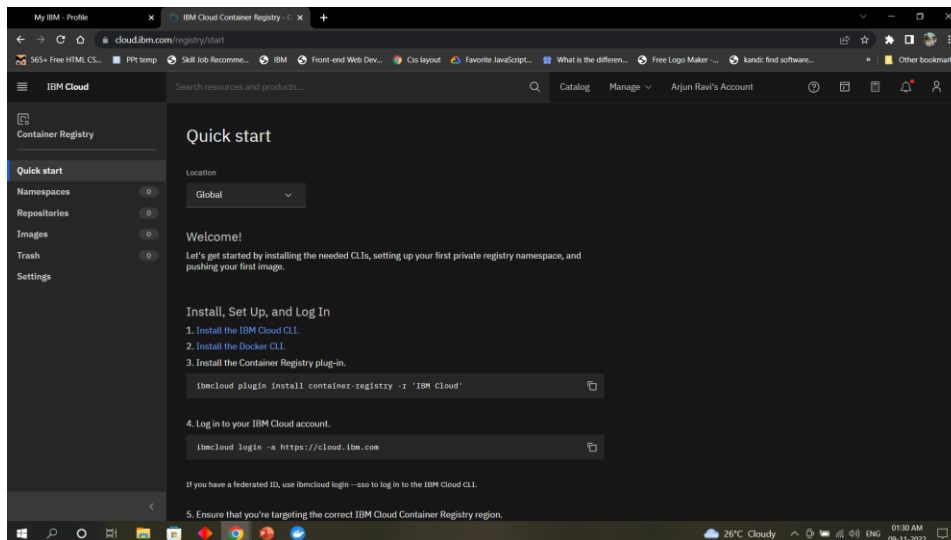 My IBM - Profile
IBM Cloud Container Registry - C
cloud.ibm.com/registry/start
565+ Free HTML CS...
PPt temp
Skill Job Recomme...
IBM
Front-end Web Dev...
Css layout
Favorite JavaScript...
What is the differen...
Free Logo Maker -...
kandi: find software...
»
Other bookmar
IBM Cloud
Search resources and products...
Catalog
Manage
Arjun Ravi's Account
Container Registry
Quick start
Namespaces 0
Repositories 0
Images 0
Trash 0
Settings
Quick start
Location
Global
Welcome!
Let's get started by installing the needed CLIs, setting up your first private registry namespace, and
pushing your first image.
Install, Set Up, and Log In
1. Install the IBM Cloud CLI.
2. Install the Docker CLI.
3. Install the Container Registry plug-in.
ibmcloud plugin install container-registry -r 'IBM Cloud'
4. Log in to your IBM Cloud account.
ibmcloud login -a https://cloud.ibm.com
If you have a federated ID, use ibmcloud login --sso to log in to the IBM Cloud CLI.
5. Ensure that you're targeting the correct IBM Cloud Container Registry region.
26°C Cloudy
ENG
01:30 AM
09-11-2022